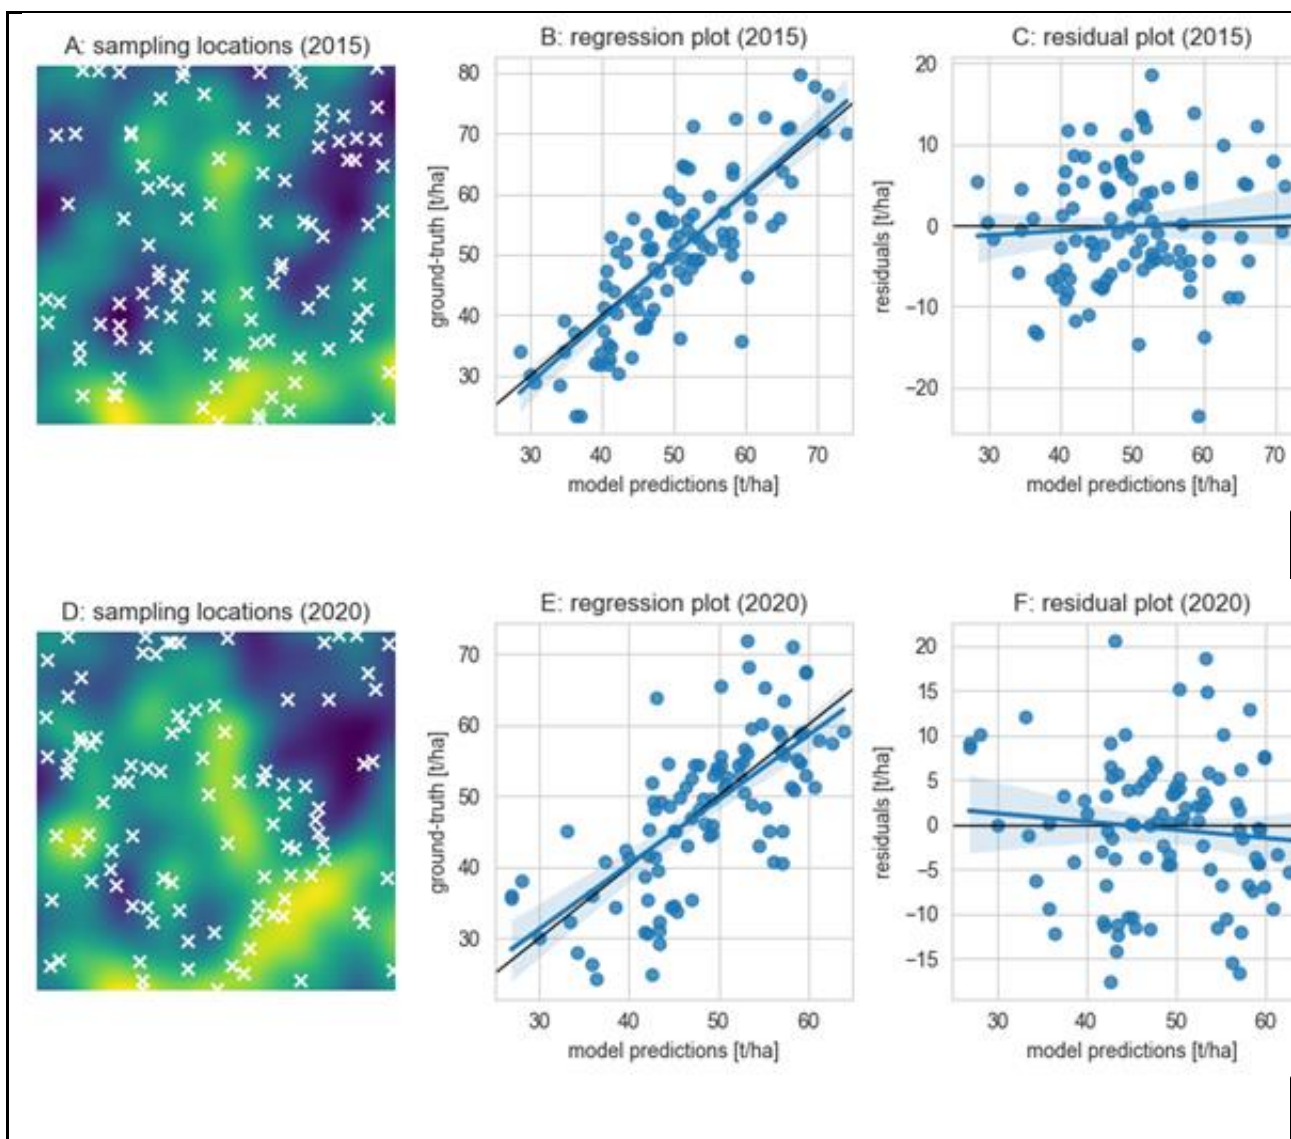 A: sampling locations (2015)
B: regression plot (2015)
80
70
60
50
40
30
ground-truth [t/ha]
30 40 50 60 70
model predictions [t/ha]
C: residual plot (2015)
20
10
0
−10
−20
residuals [t/ha]
30 40 50 60 70
model predictions [t/ha]
D: sampling locations (2020)
E: regression plot (2020)
70
60
50
40
30
ground-truth [t/ha]
30 40 50 60
model predictions [t/ha]
F: residual plot (2020)
20
15
10
5
0
−5
−10
−15
residuals [t/ha]
30 40 50 60
model predictions [t/ha]